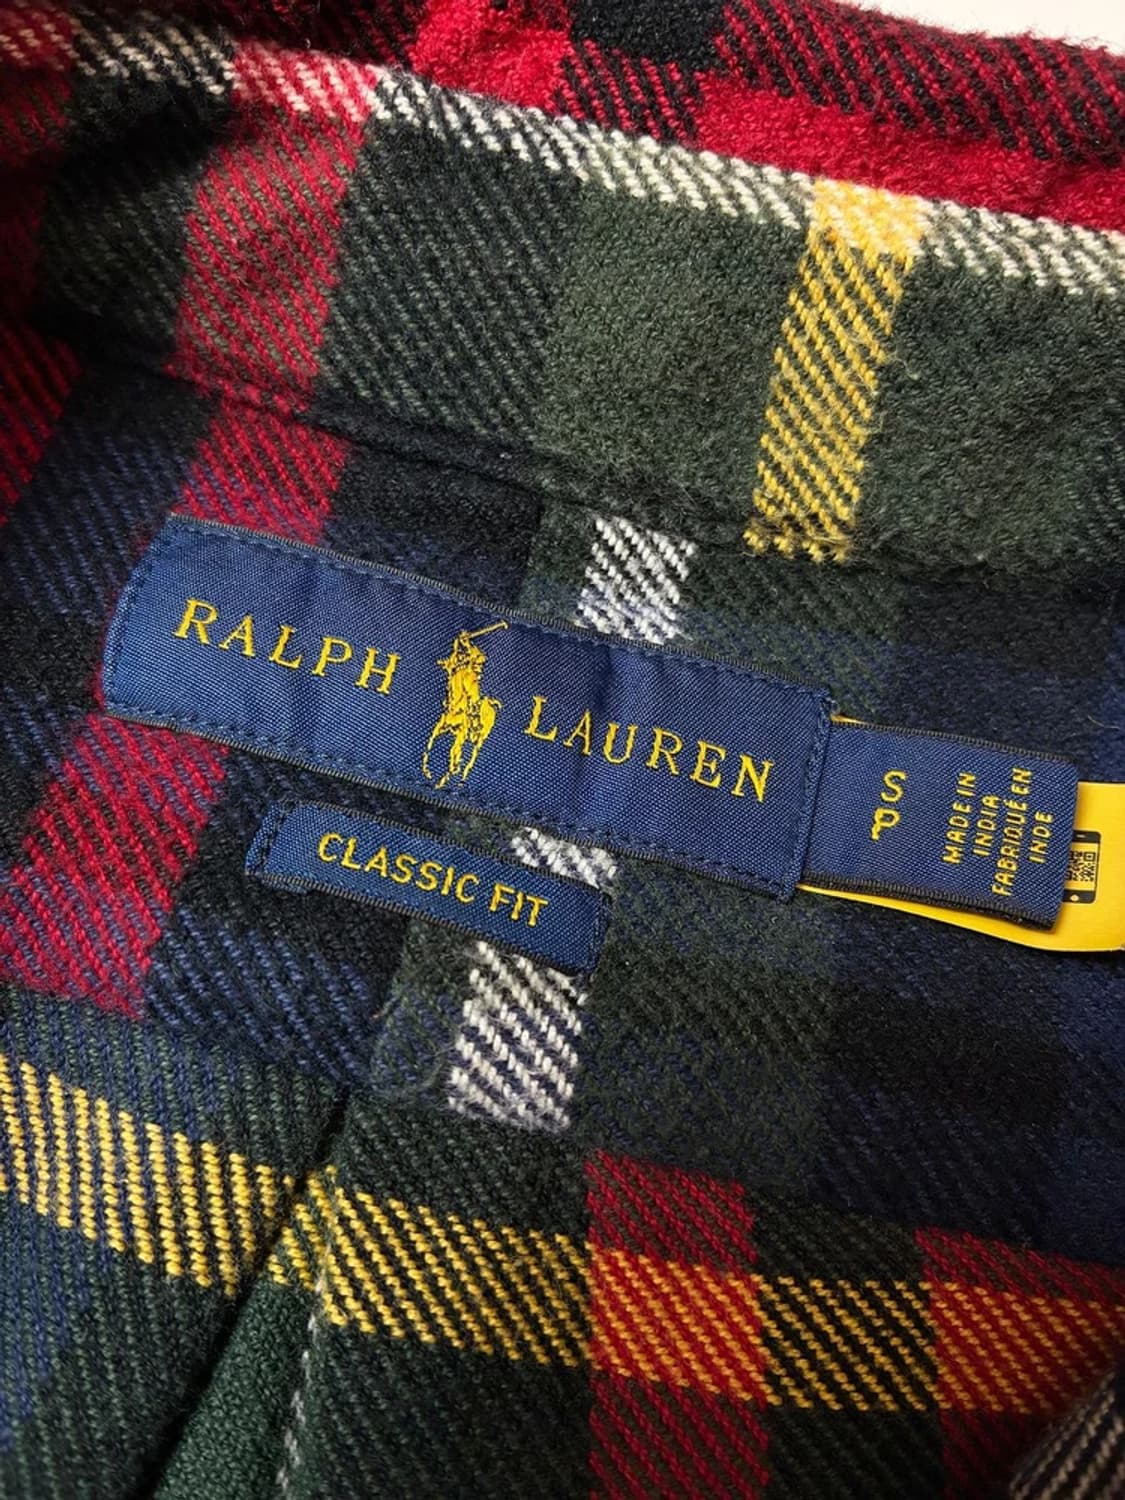 RALPH LAUREN
S
P
MADE IN
INDIA
FABRIQUÉ EN
INDE
CLASSIC FIT